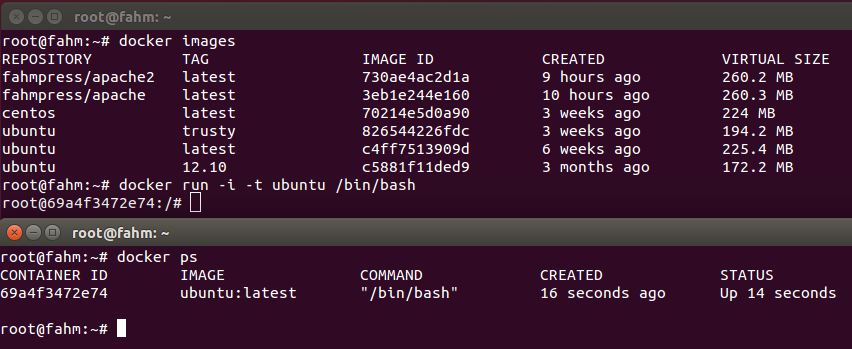 root@fahm: ~
root@fahm:~# docker images
REPOSITORY TAG IMAGE ID CREATED VIRTUAL SIZE
fahmpress/apache2 latest 730ae4ac2d1a 9 hours ago 260.2 MB
fahmpress/apache latest 3eb1e244e160 10 hours ago 260.3 MB
centos latest 70214e5d0a90 3 weeks ago 224 MB
ubuntu trusty 826544226fdc 3 weeks ago 194.2 MB
ubuntu latest c4ff7513909d 6 weeks ago 225.4 MB
ubuntu 12.10 c5881f11ded9 3 months ago 172.2 MB
root@fahm:~# docker run -i -t ubuntu /bin/bash
root@69a4f3472e74:/#
root@fahm: ~
root@fahm:~# docker ps
CONTAINER ID IMAGE COMMAND CREATED STATUS
69a4f3472e74 ubuntu:latest "/bin/bash" 16 seconds ago Up 14 seconds
root@fahm:~#